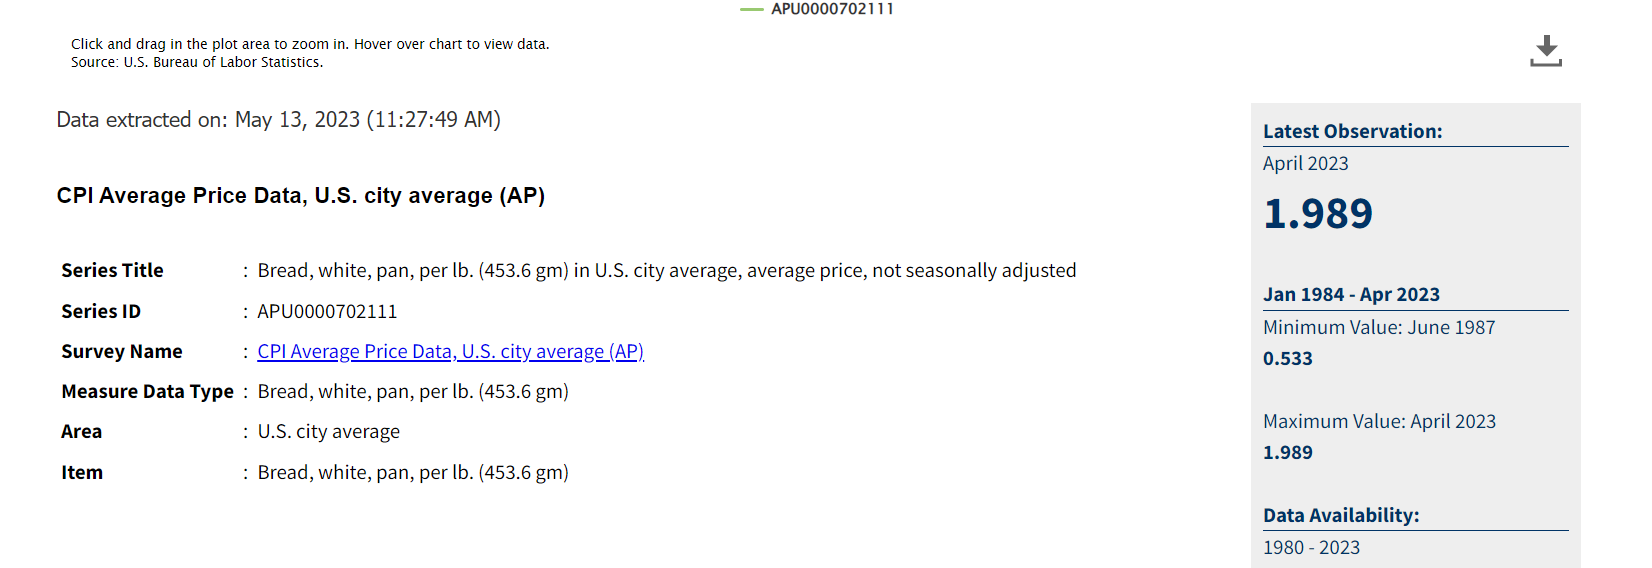 APU0000702111
Click and drag in the plot area to zoom in. Hover over chart to view data.
Source: U.S. Bureau of Labor Statistics.
Data extracted on: May 13, 2023 (11:27:49 AM)
CPI Average Price Data, U.S. city average (AP)
Series Title : Bread, white, pan, per lb. (453.6 gm) in U.S. city average, average price, not seasonally adjusted
Series ID : APU0000702111
Survey Name : CPI Average Price Data, U.S. city average (AP)
Measure Data Type : Bread, white, pan, per lb. (453.6 gm)
Area : U.S. city average
Item : Bread, white, pan, per lb. (453.6 gm)
Latest Observation:
April 2023
1.989
Jan 1984 - Apr 2023
Minimum Value: June 1987
0.533
Maximum Value: April 2023
1.989
Data Availability:
1980 - 2023